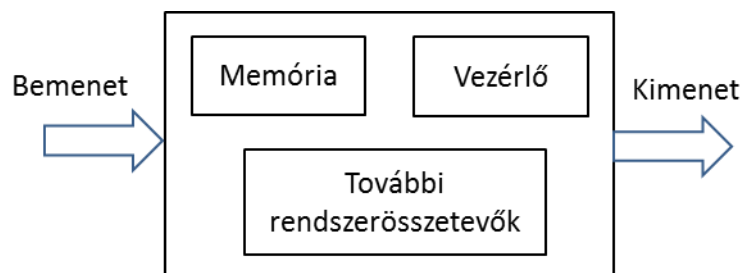 Bemenet
Memória
Vezérlő
Kimenet
További
rendszerösszetevők